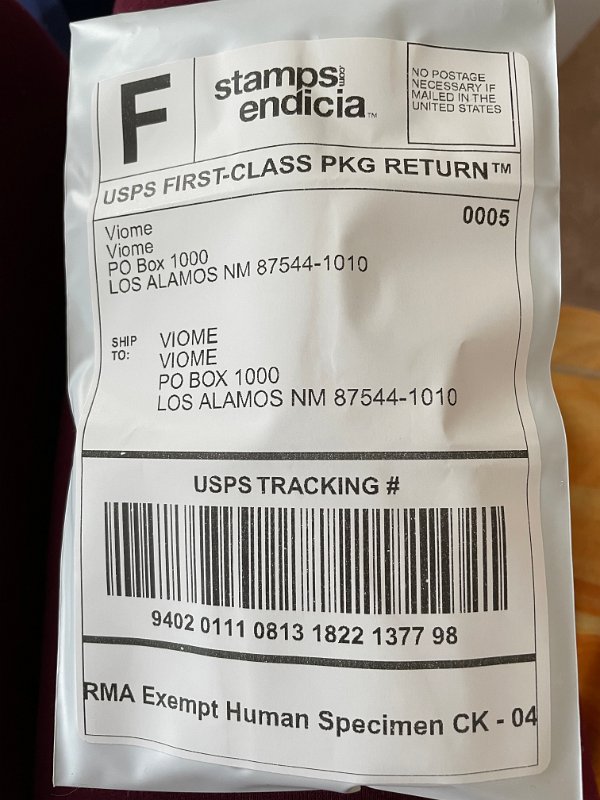 F
stamps.com
endicia™
NO POSTAGE
NECESSARY IF
MAILED IN THE
UNITED STATES
USPS FIRST-CLASS PKG RETURN™
0005
Viome
Viome
PO Box 1000
LOS ALAMOS NM 87544-1010
SHIP
TO:
VIOME
VIOME
PO BOX 1000
LOS ALAMOS NM 87544-1010
USPS TRACKING #
9402 0111 0813 1822 1377 98
RMA Exempt Human Specimen CK - 04